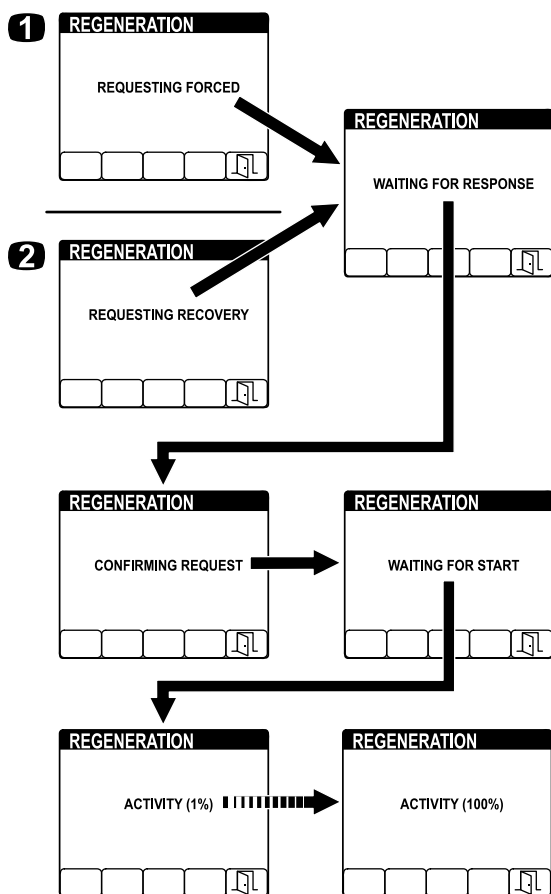 1
REGENERATION
REQUESTING FORCED
REGENERATION
WAITING FOR RESPONSE
2
REGENERATION
REQUESTING RECOVERY
REGENERATION
CONFIRMING REQUEST
REGENERATION
WAITING FOR START
REGENERATION
ACTIVITY (1%)
REGENERATION
ACTIVITY (100%)